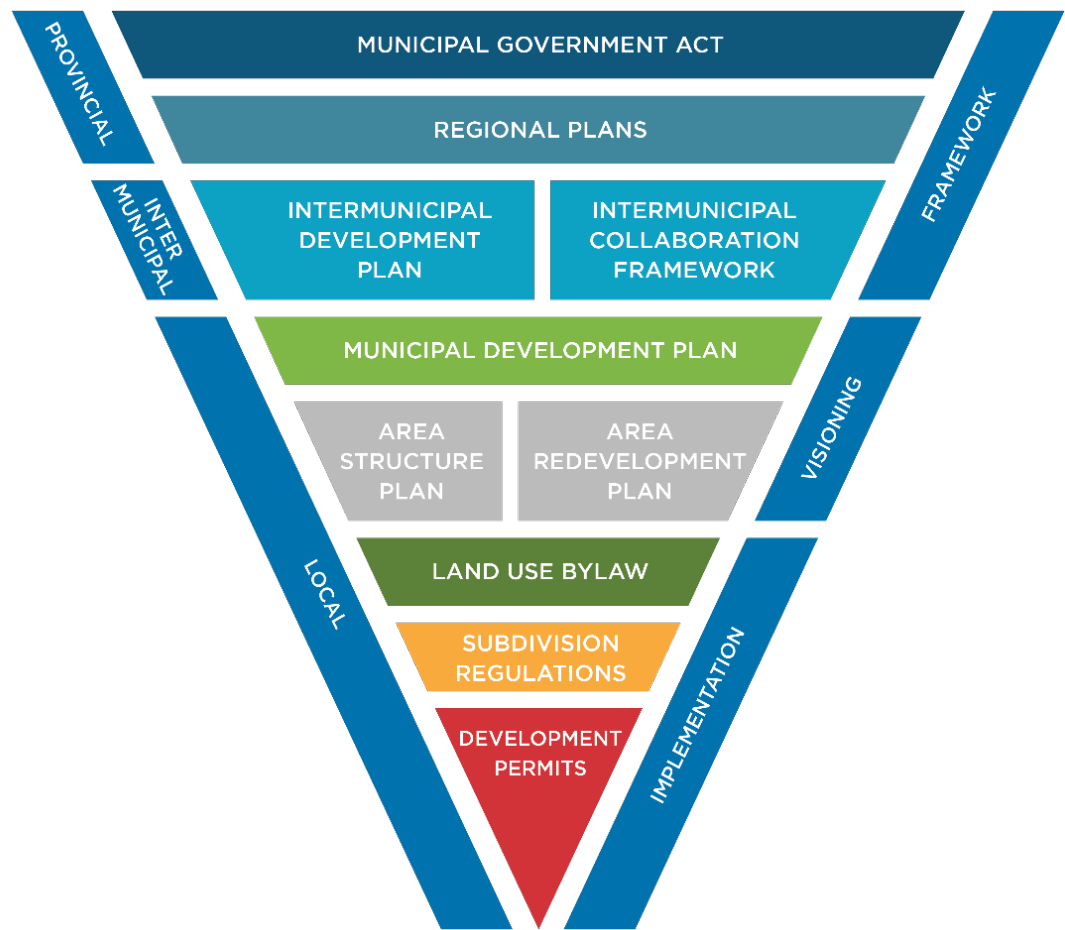 PROVINCIAL
MUNICIPAL GOVERNMENT ACT
FRAMEWORK
REGIONAL PLANS
INTER
MUNICIPAL
INTERMUNICIPAL
DEVELOPMENT
PLAN
INTERMUNICIPAL
COLLABORATION
FRAMEWORK
LOCAL
MUNICIPAL DEVELOPMENT PLAN
VISIONING
AREA
STRUCTURE
PLAN
AREA
REDEVELOPMENT
PLAN
LAND USE BYLAW
IMPLEMENTATION
SUBDIVISION
REGULATIONS
DEVELOPMENT
PERMITS